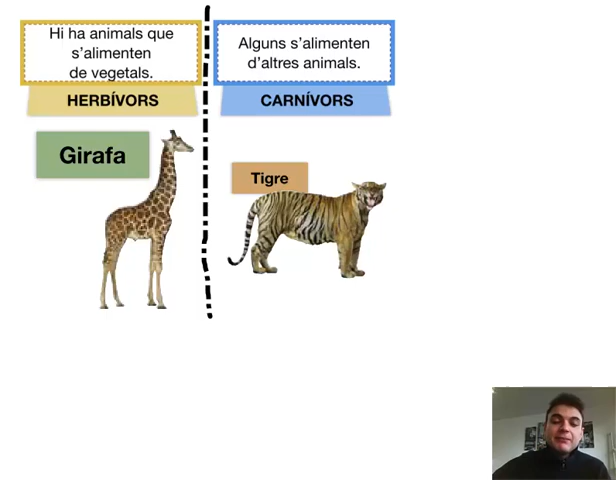 Hi ha animals que
s’alimenten
de vegetals.
HERBÍVORS
Girafa
Alguns s’alimenten
d’altres animals.
CARNÍVORS
Tigre